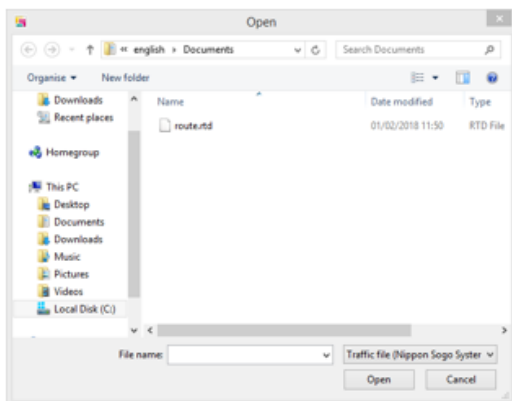 Open
« english › Documents
Search Documents
Organise
New folder
Name
Date modified
Type
route.rtd
01/02/2018 11:50
RTD File
Downloads
Recent places
Homegroup
This PC
Desktop
Documents
Downloads
Music
Pictures
Videos
Local Disk (C:)
File name:
Traffic file (Nippon Sogo Syster
Open
Cancel